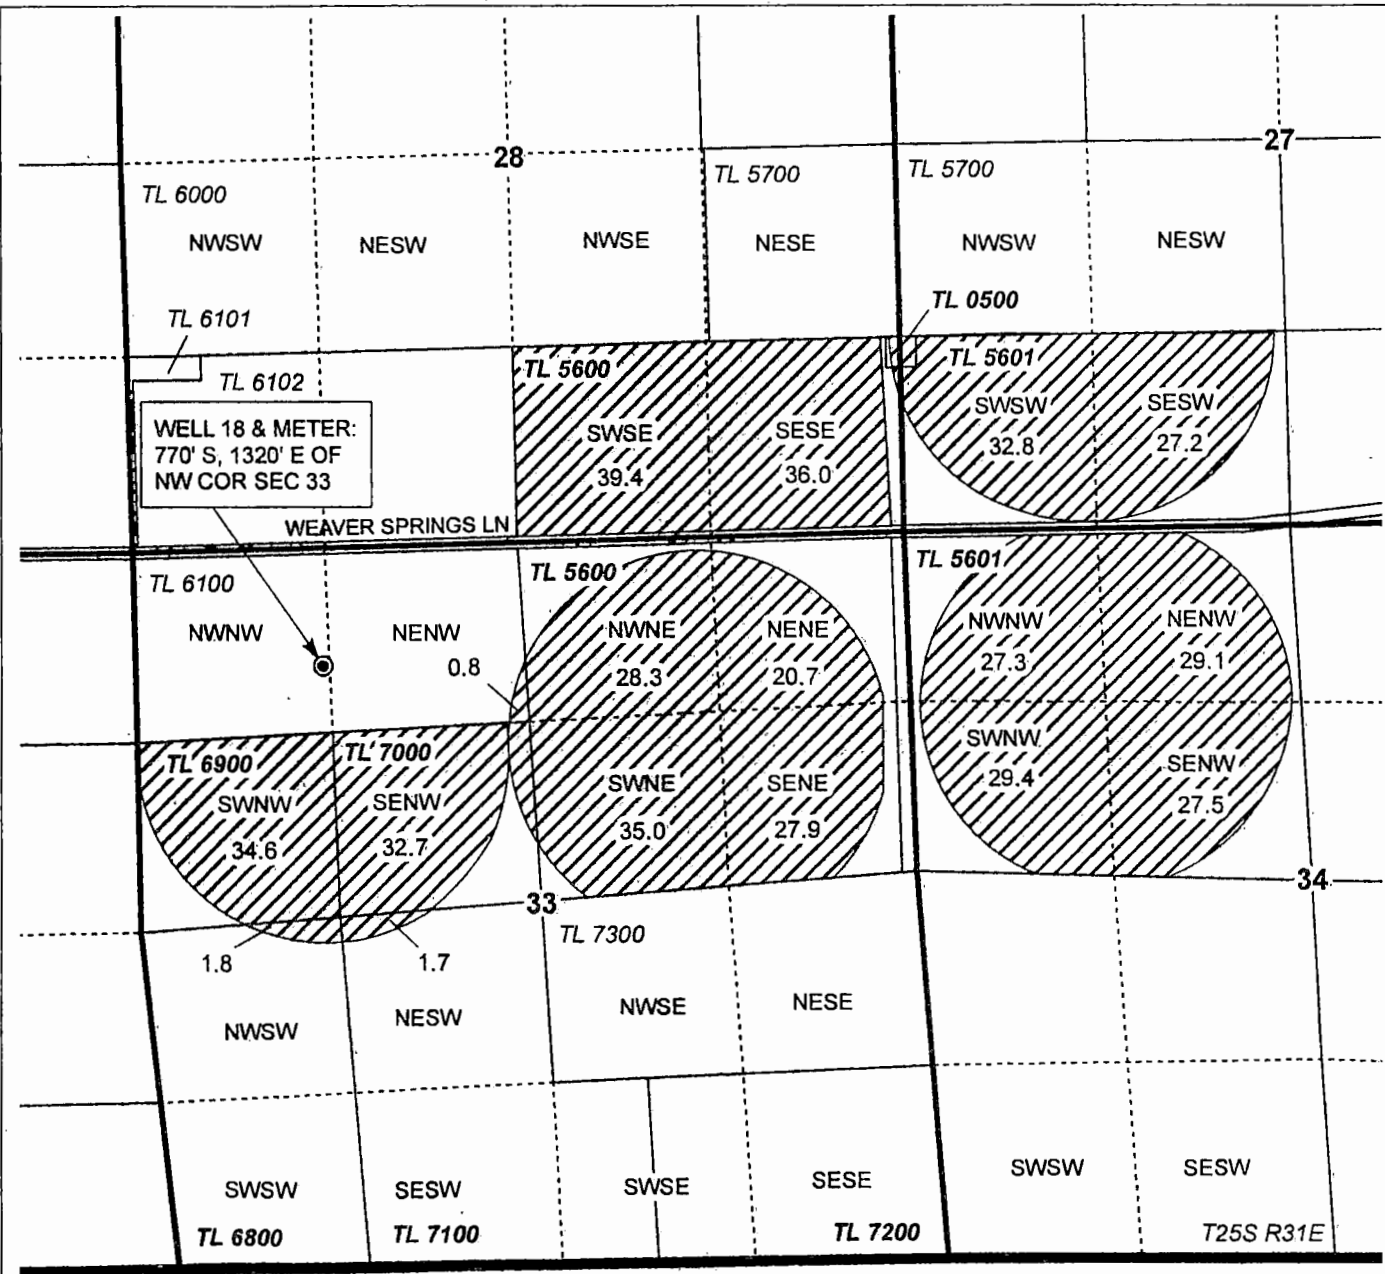 28
27
TL 6000
TL 5700
TL 5700
NWSW
NESW
NWSE
NESE
NWSW
NESW
TL 0500
TL 6101
TL 6102
TL 5600
TL 5601
WELL 18 & METER:
770' S, 1320' E OF
NW COR SEC 33
SWSE
39.4
SESE
36.0
SWSW
32.8
SESW
27.2
WEAVER SPRINGS LN
TL 6100
TL 5600
TL 5601
NWNW
NENW
0.8
NWNE
28.3
NENE
20.7
NWNW
27.3
NENW
29.1
TL 6900
TL 7000
SWNW
34.6
SENW
32.7
SWNE
35.0
SENE
27.9
SWNW
29.4
SENW
27.5
33
34
1.8
1.7
TL 7300
NWSW
NESW
NWSE
NESE
SWSW
SESW
SWSE
SESE
SWSW
SESW
TL 6800
TL 7100
TL 7200
T25S R31E